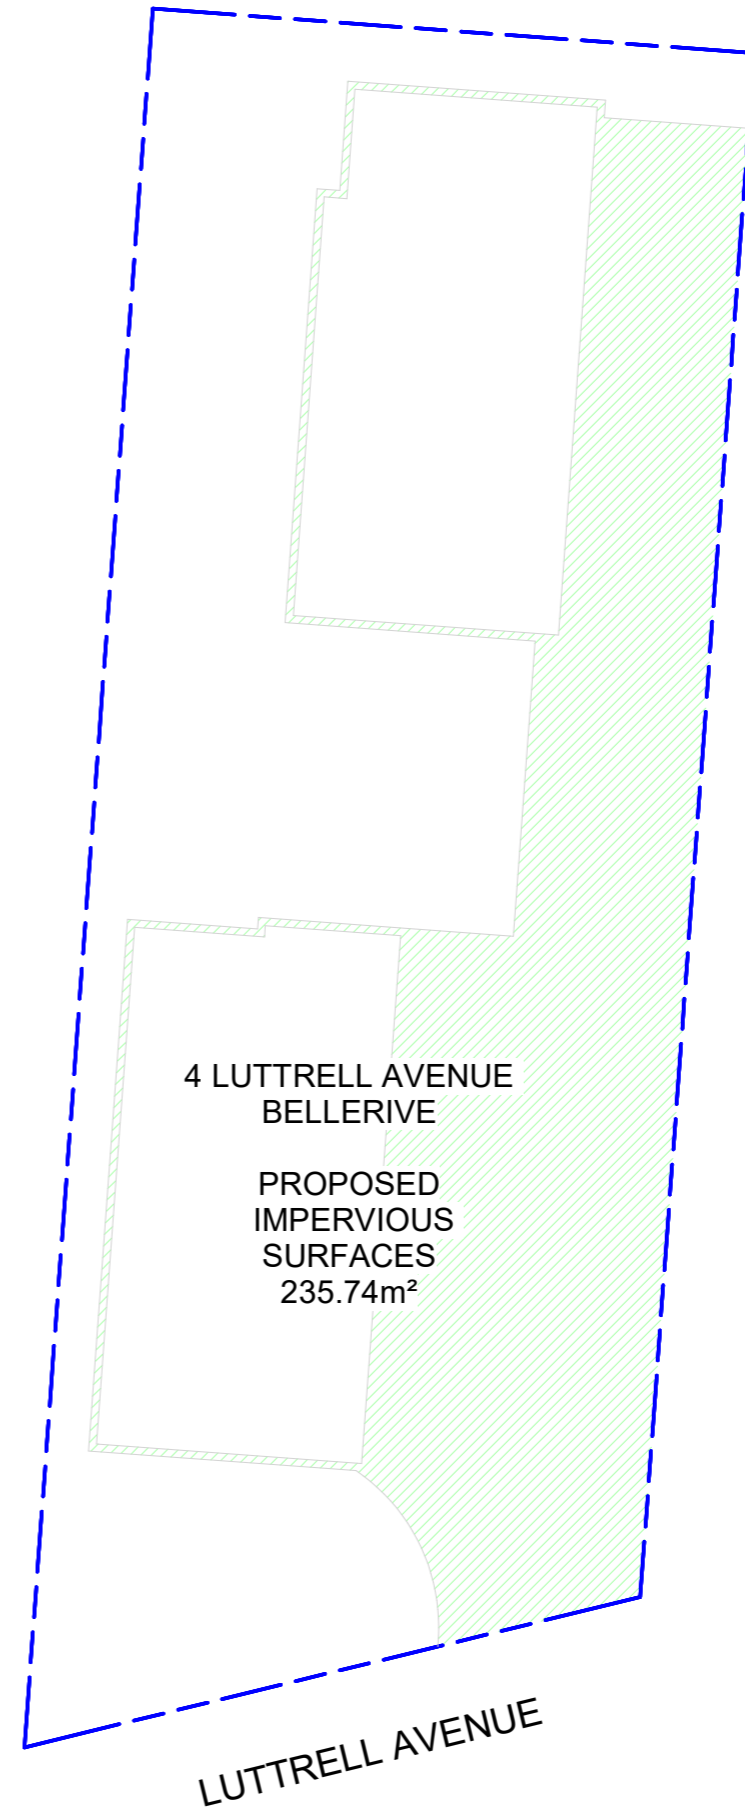 4 LUTTRELL AVENUE
BELLERIVE
PROPOSED
IMPERVIOUS
SURFACES
235.74m²
LUTTRELL AVENUE